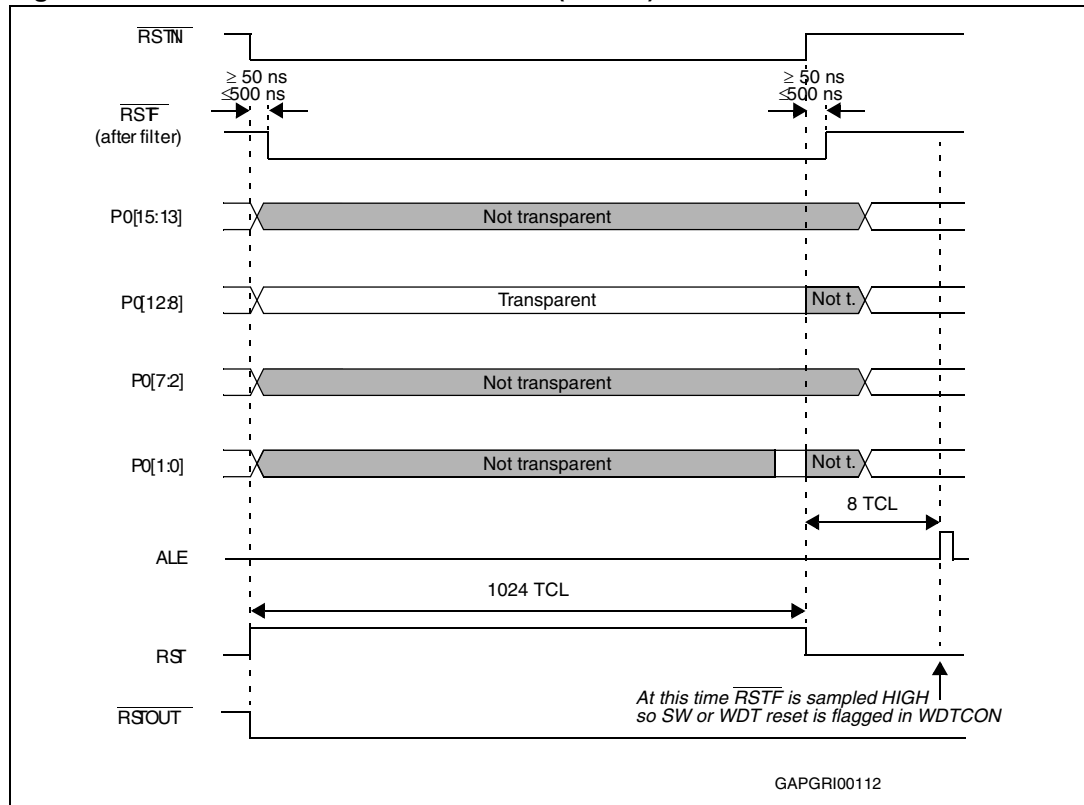 RSTIN
≥ 50 ns
≤500 ns
≥ 50 ns
≤500 ns
RSTF
(after filter)
P0[15:13]
Not transparent
P0[12:8]
Transparent
Not t.
P0[7:2]
Not transparent
P0[1:0]
Not transparent
Not t.
8 TCL
ALE
1024 TCL
RST
At this time RSTF is sampled HIGH
so SW or WDT reset is flagged in WDTCON
RSTOUT
GAPGRI00112